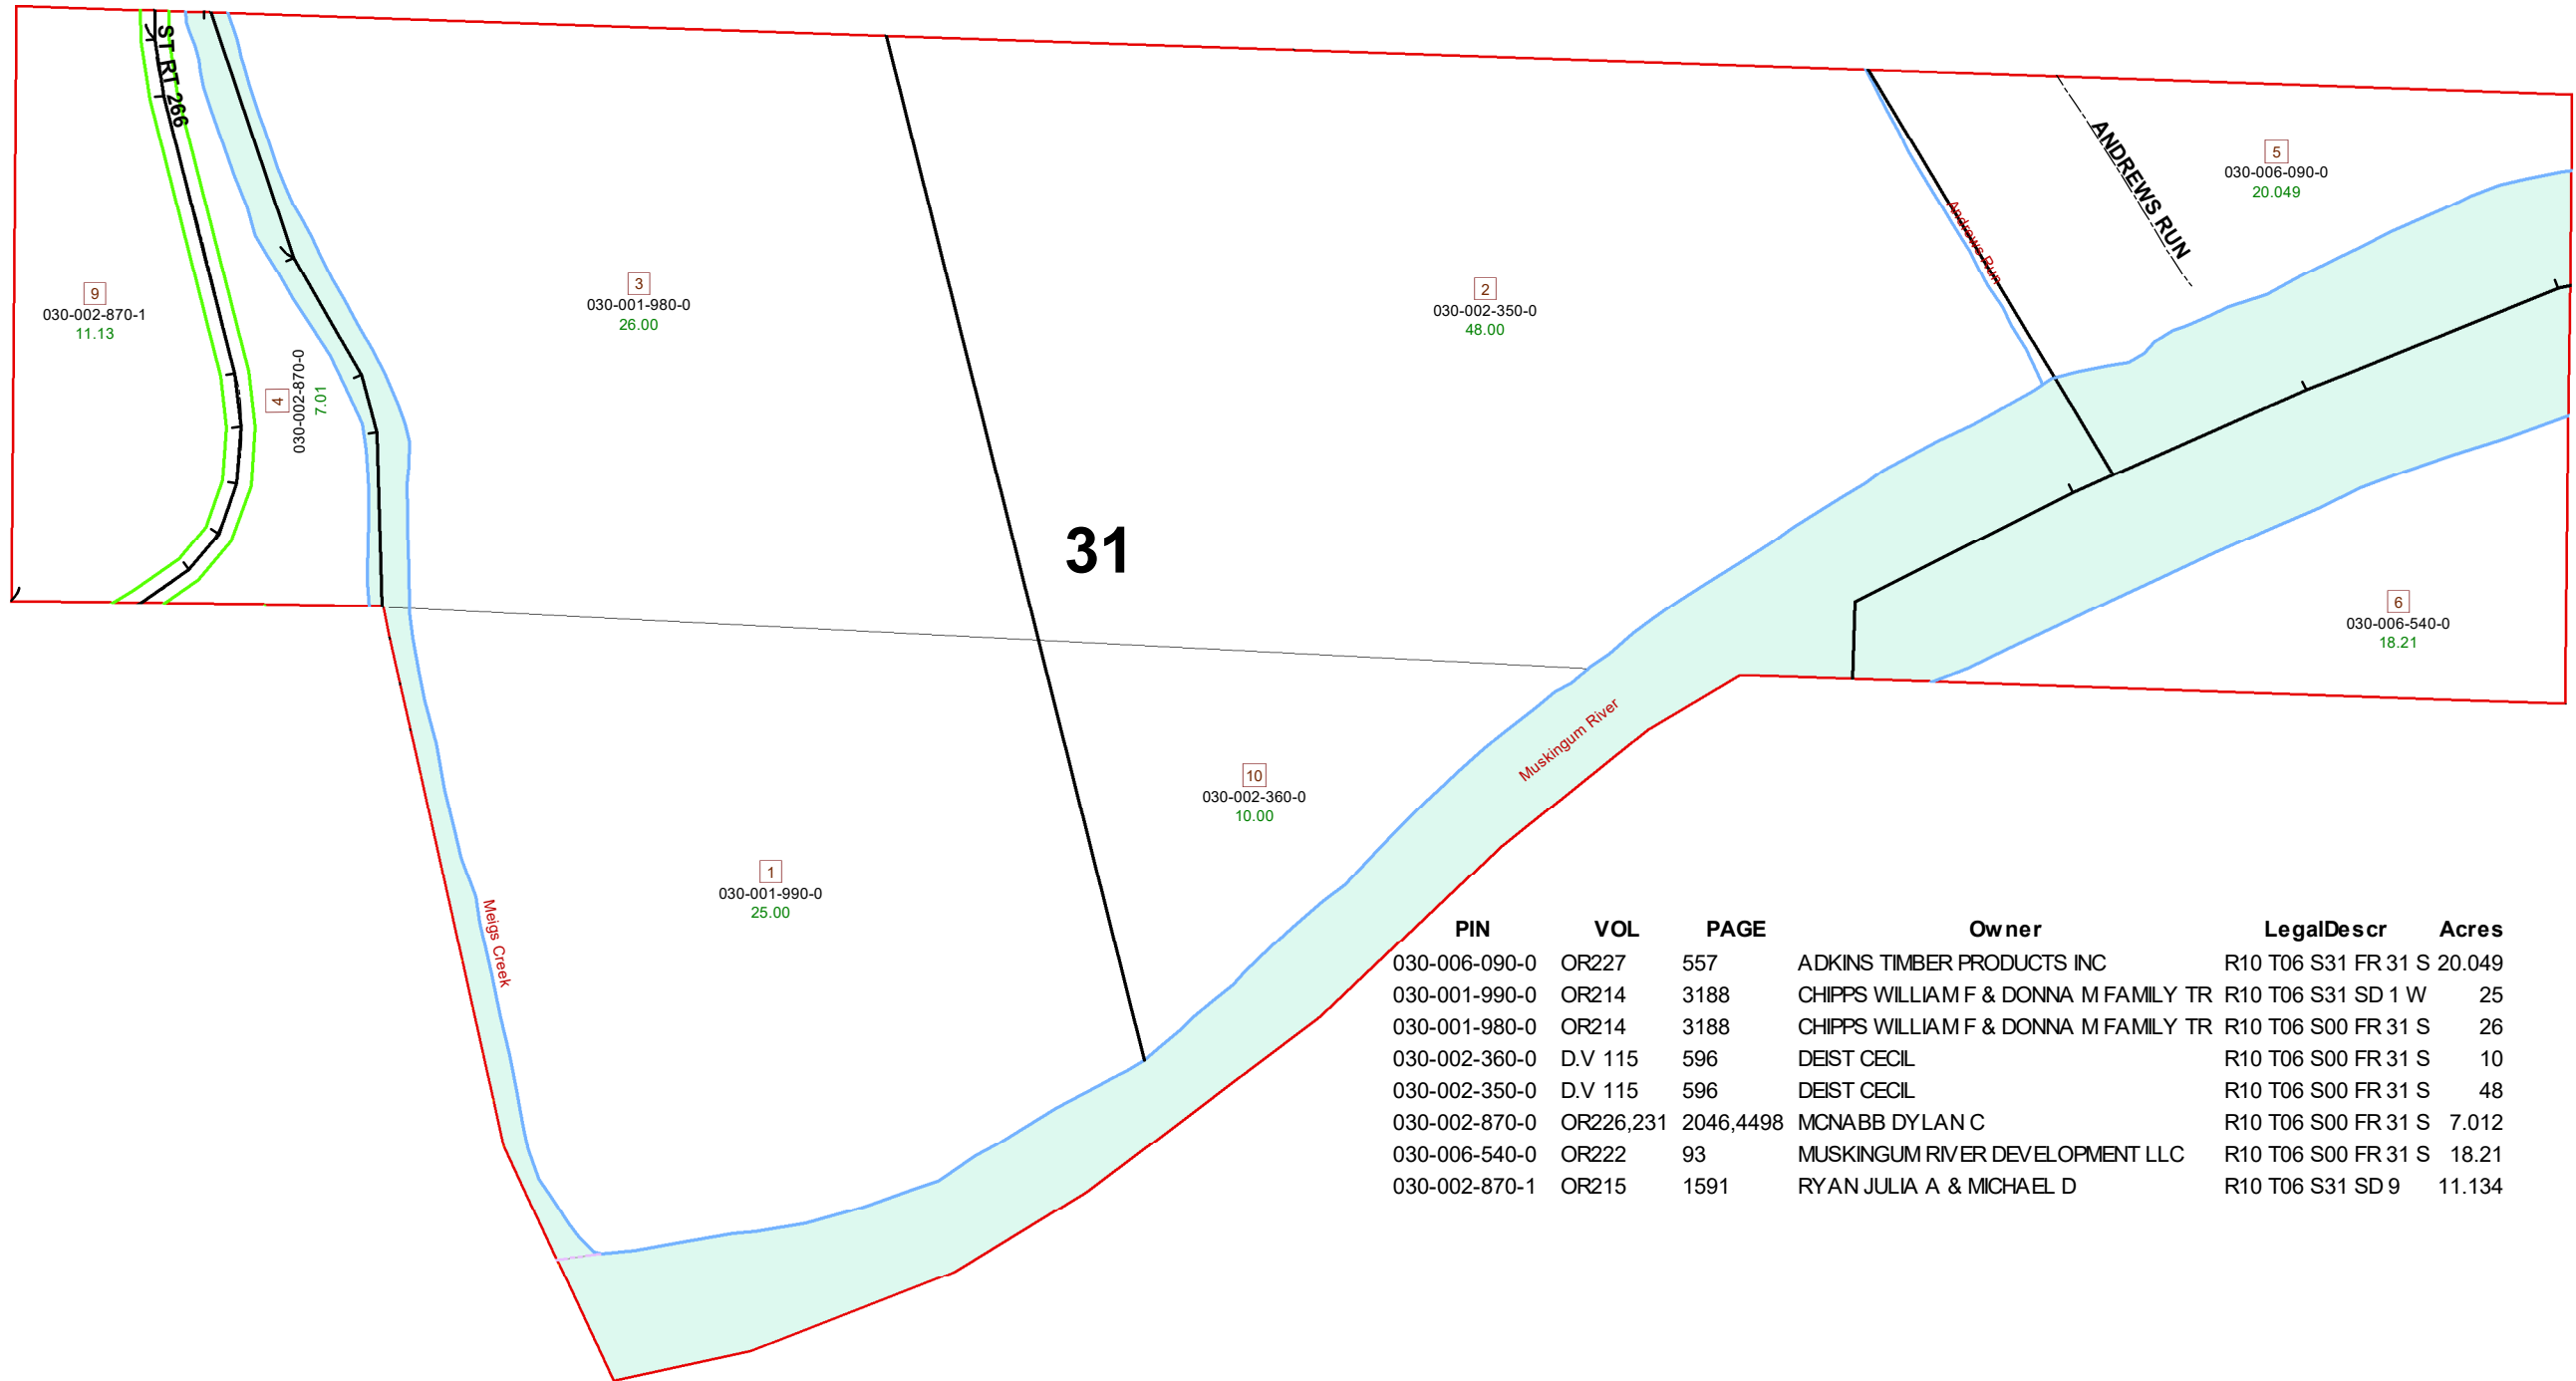 ST RT 266
ANDREWS RUN
5
030-006-090-0
20.049
Andrews Run
9
030-002-870-1
11.13
3
030-001-980-0
26.00
2
030-002-350-0
48.00
4
030-002-870-0
7.01
31
6
030-006-540-0
18.21
Muskingum River
10
030-002-360-0
10.00
1
030-001-990-0
25.00
Meigs Creek
PIN VOL PAGE Owner LegalDescr Acres
030-006-090-0 OR227 557 ADKINS TIMBER PRODUCTS INC R10 T06 S31 FR 31 S 20.049
030-001-990-0 OR214 3188 CHIPPS WILLIAM F & DONNA M FAMILY TR R10 T06 S31 SD 1 W 25
030-001-980-0 OR214 3188 CHIPPS WILLIAM F & DONNA M FAMILY TR R10 T06 S00 FR 31 S 26
030-002-360-0 D.V 115 596 DEIST CECIL R10 T06 S00 FR 31 S 10
030-002-350-0 D.V 115 596 DEIST CECIL R10 T06 S00 FR 31 S 48
030-002-870-0 OR226,231 2046,4498 MCNABB DYLAN C R10 T06 S00 FR 31 S 7.012
030-006-540-0 OR222 93 MUSKINGUM RIVER DEVELOPMENT LLC R10 T06 S00 FR 31 S 18.21
030-002-870-1 OR215 1591 RYAN JULIA A & MICHAEL D R10 T06 S31 SD 9 11.134